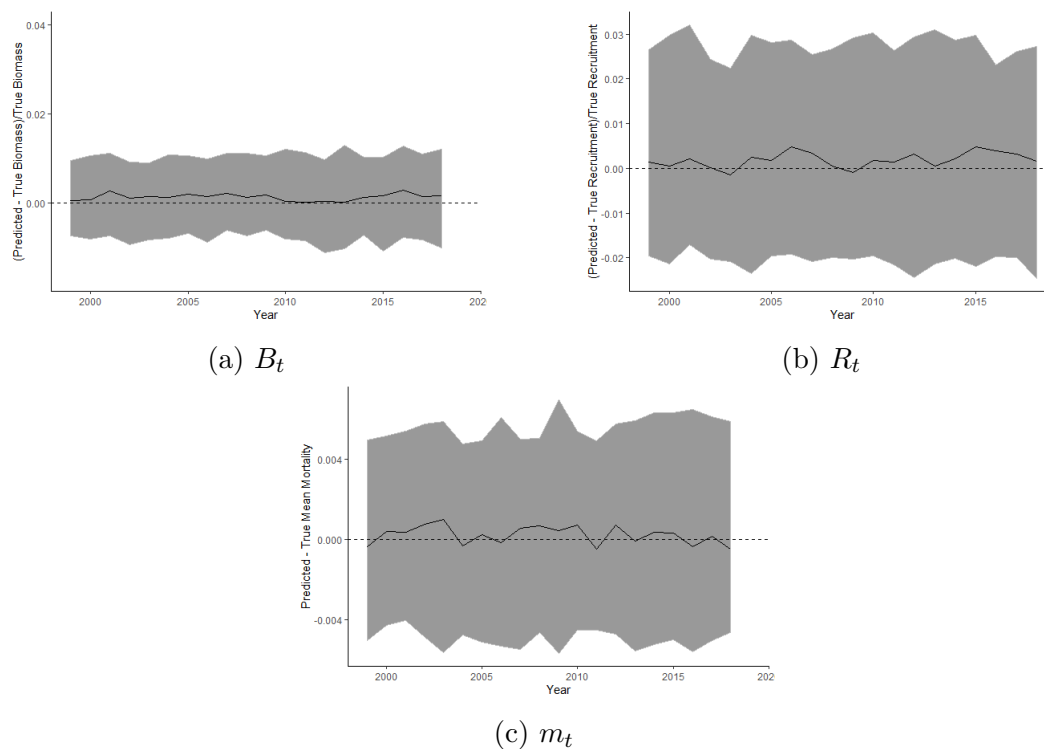 (Predicted - True Biomass)/True Biomass
0.04
0.02
0.00
2000
2005
2010
2015
202
Year
(a) B_t
(Predicted - True Recruitment)/True Recruitment
0.03
0.02
0.01
0.00
-0.01
-0.02
2000
2005
2010
2015
Year
(b) R_t
Predicted - True Mean Mortality
0.004
0.000
-0.004
2000
2005
2010
2015
202
Year
(c) m_t